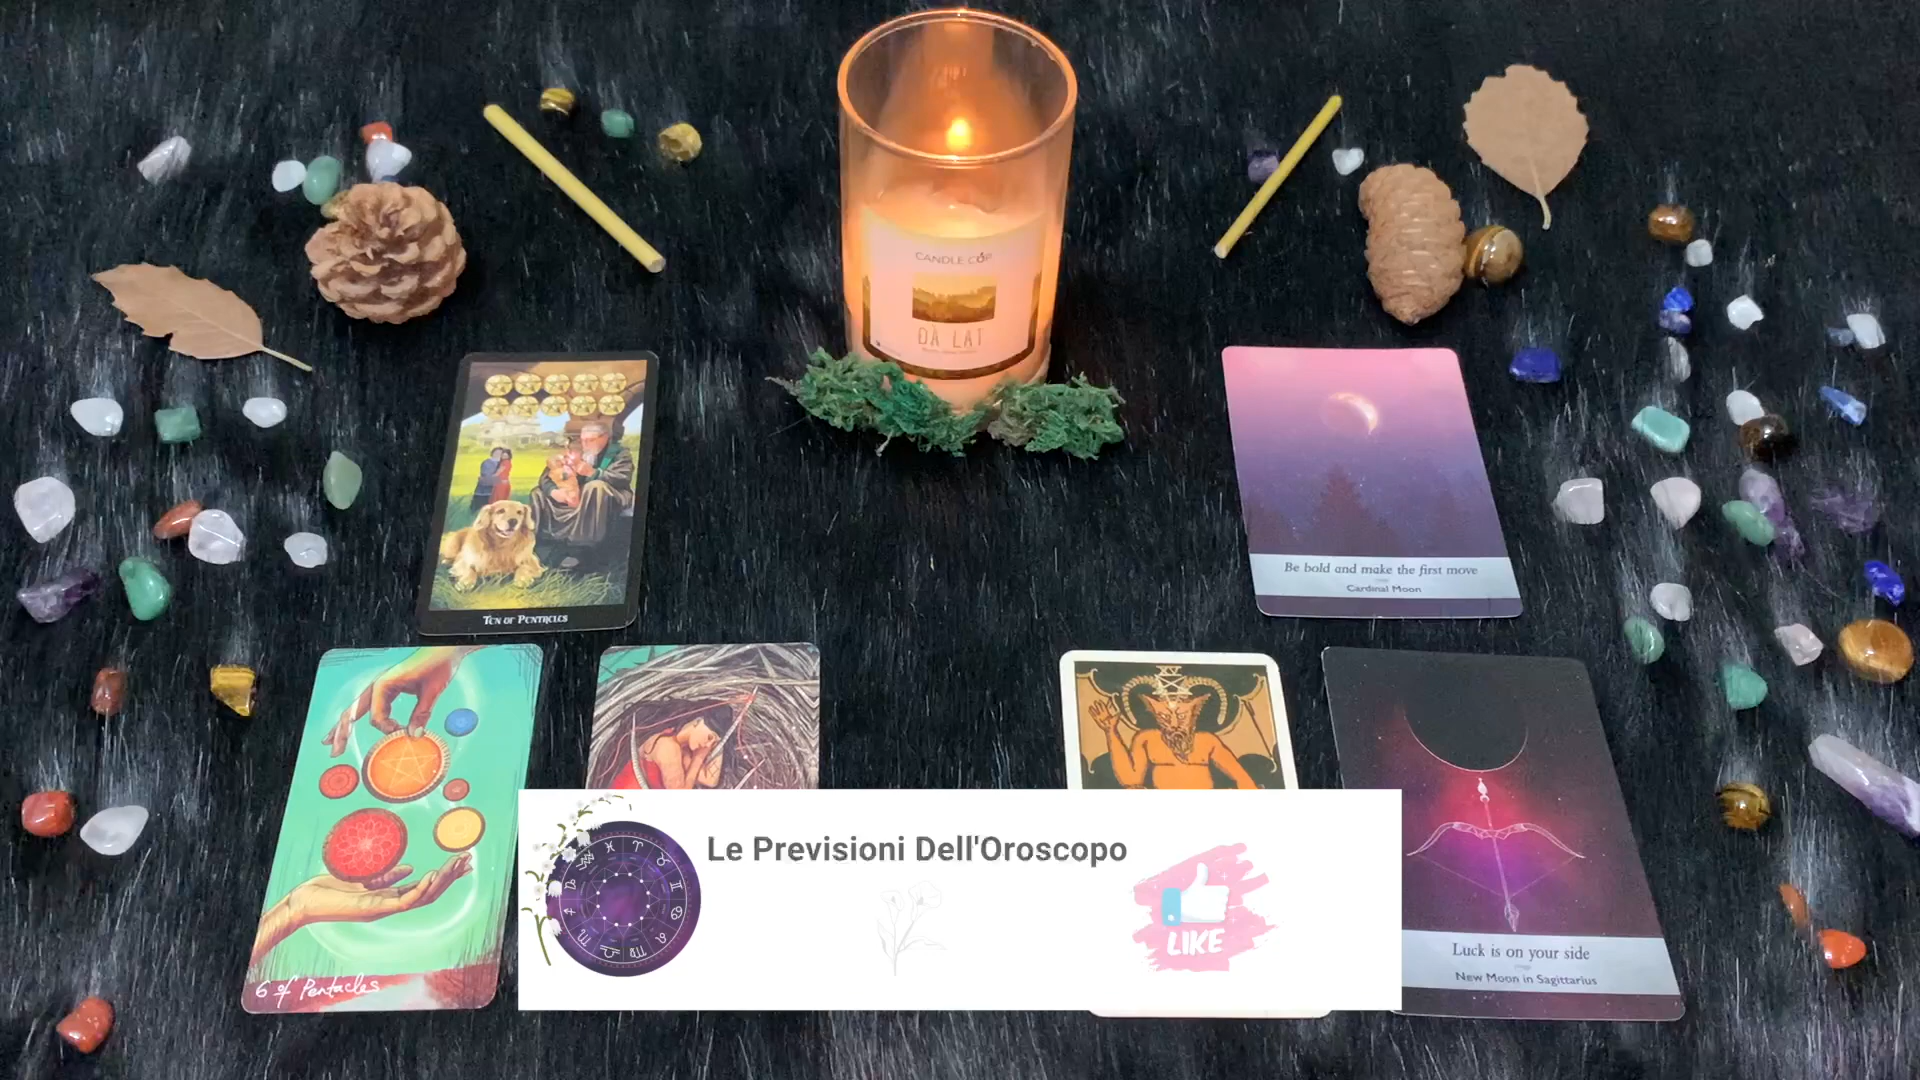 CANDLE CUP
ĐÀ LẠT
TEN OF PENTACLES
Be bold and make the first move
Cardinal Moon
XV
6 of Pentacles
Le Previsioni Dell'Oroscopo
LIKE
Luck is on your side
New Moon in Sagittarius